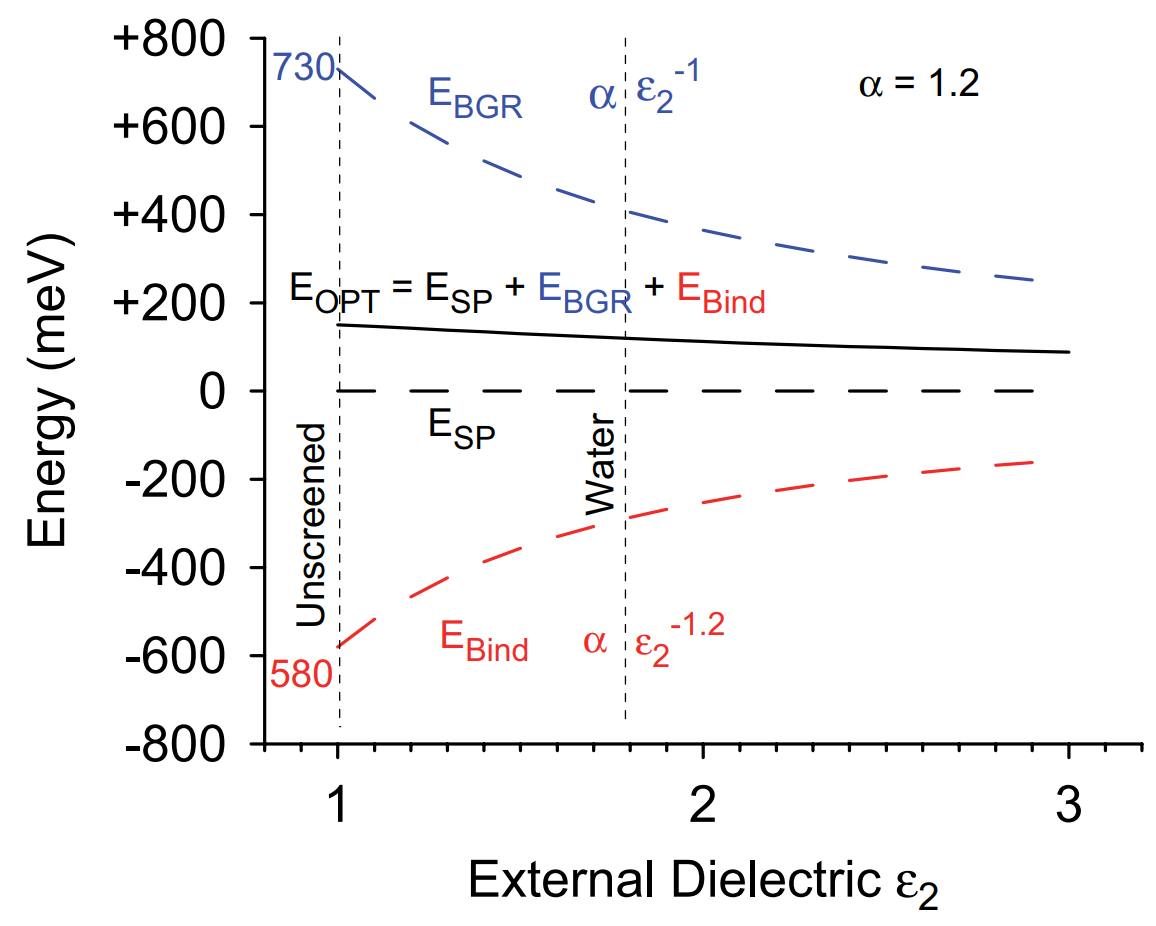 +800
+600
+400
+200
0
-200
-400
-600
-800
Energy (meV)
730
E_BGR α ε₂⁻¹
α = 1.2
E_OPT = E_SP + E_BGR + E_Bind
E_SP
Unscreened
Water
E_Bind α ε₂⁻¹·²
580
1 2 3
External Dielectric ε₂